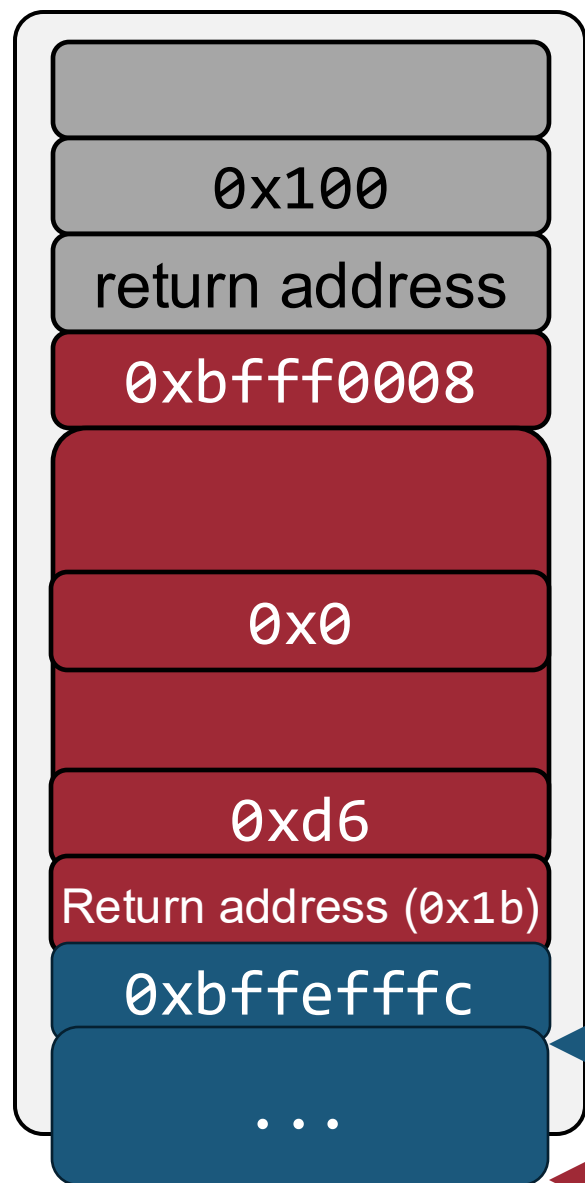 0x100
return address
0xbfff0008
0x0
0xd6
Return address (0x1b)
0xbffefffc
...